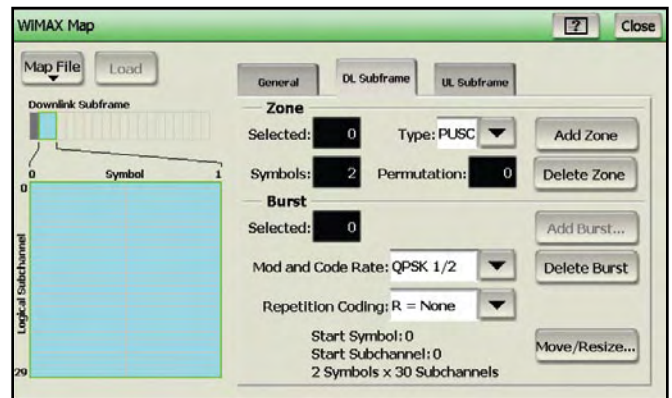 WiMAX Map
?
Close
Map File
Load
Downlink Subframe
0
Symbol
1
0
Logical Subchannel
29
General
DL Subframe
UL Subframe
Zone
Selected: 0
Type: PUSC
Add Zone
Symbols: 2
Permutation: 0
Delete Zone
Burst
Selected: 0
Add Burst...
Mod and Code Rate: QPSK 1/2
Delete Burst
Repetition Coding: R = None
Start Symbol: 0
Start Subchannel: 0
2 Symbols x 30 Subchannels
Move/Resize...